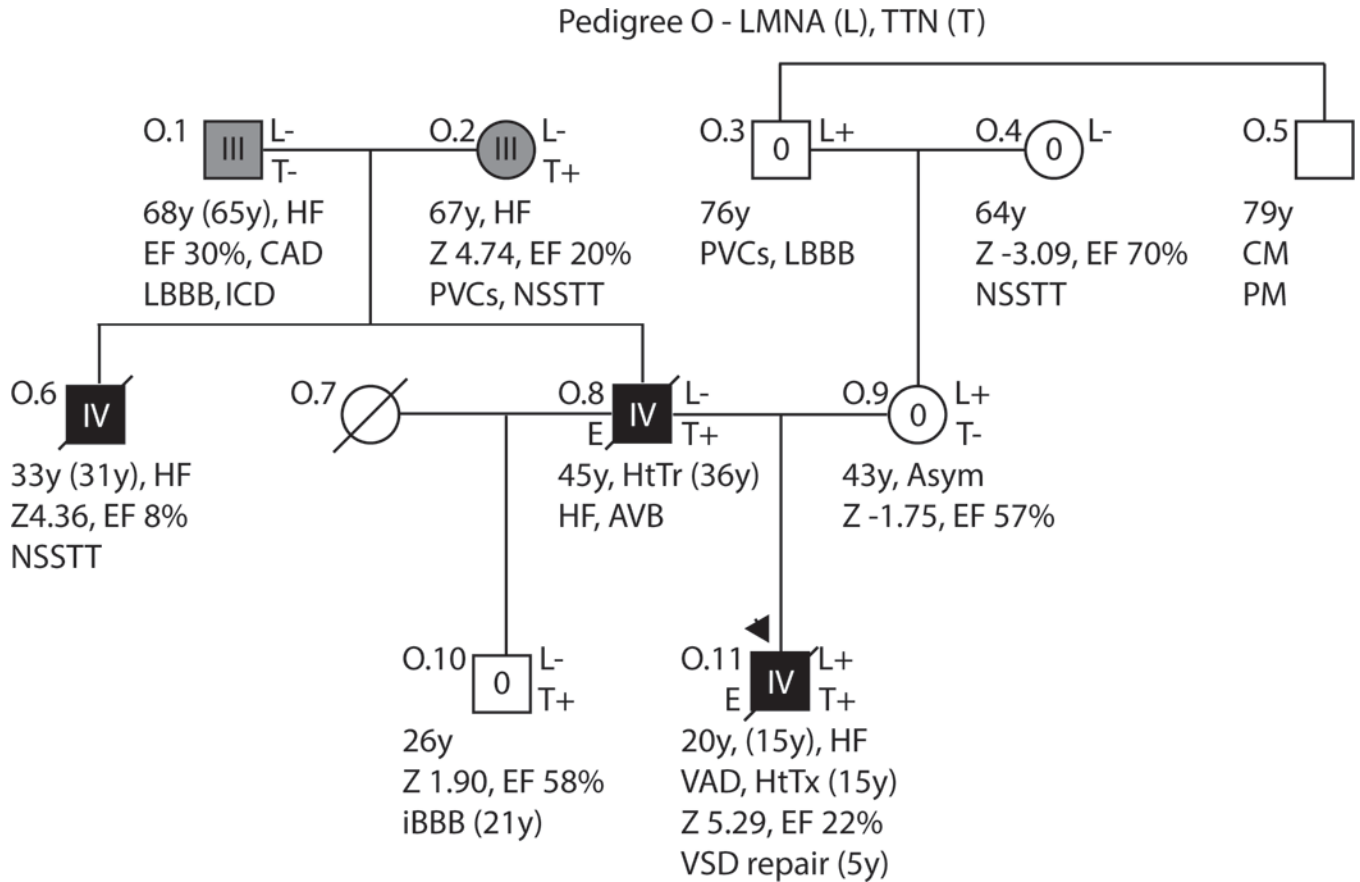 Pedigree O - LMNA (L), TTN (T)
O.1 III L- T-
68y (65y), HF
EF 30%, CAD
LBBB, ICD
O.2 III L- T+
67y, HF
Z 4.74, EF 20%
PVCs, NSSTT
O.3 0 L+
76y
PVCs, LBBB
O.4 0 L-
64y
Z -3.09, EF 70%
NSSTT
O.5
79y
CM
PM
O.6 IV
33y (31y), HF
Z4.36, EF 8%
NSSTT
O.7
O.8 IV L-
E T+
45y, HtTr (36y)
HF, AVB
O.9 0 L+
T-
43y, Asym
Z -1.75, EF 57%
O.10 0 L-
T+
26y
Z 1.90, EF 58%
iBBB (21y)
O.11 IV L+
E T+
20y, (15y), HF
VAD, HtTx (15y)
Z 5.29, EF 22%
VSD repair (5y)